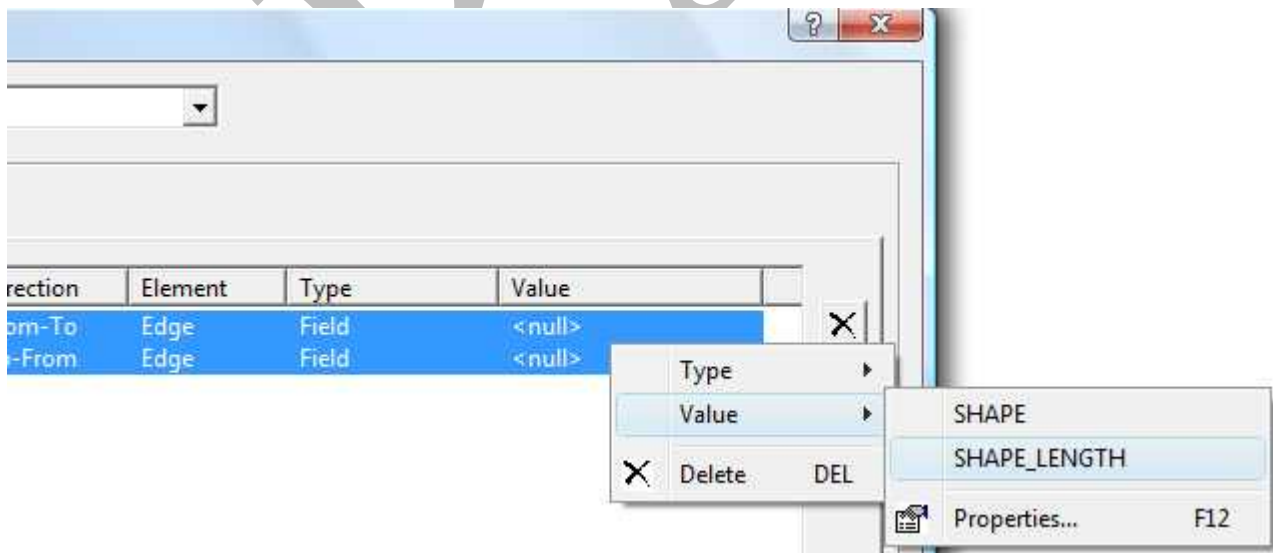 ?
rection Element Type Value
om-To Edge Field <null>
-From Edge Field <null>
Type
Value
Delete DEL
SHAPE
SHAPE_LENGTH
Properties... F12